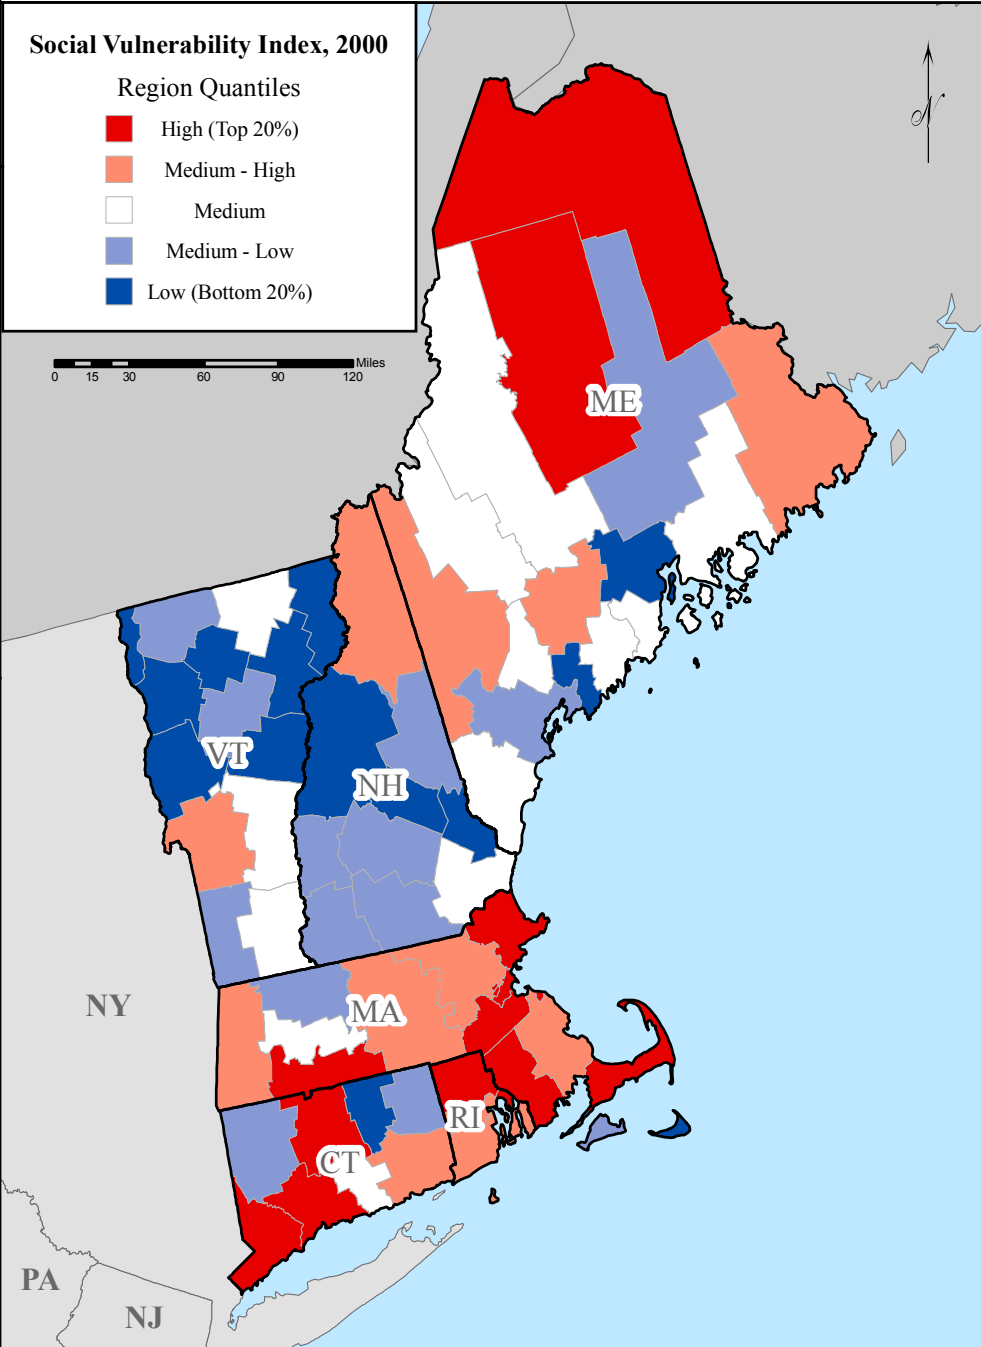 Social Vulnerability Index, 2000
Region Quantiles
High (Top 20%)
Medium - High
Medium
Medium - Low
Low (Bottom 20%)
N
Miles
0 15 30 60 90 120
ME
VT
NH
NY
MA
RI
CT
PA
NJ